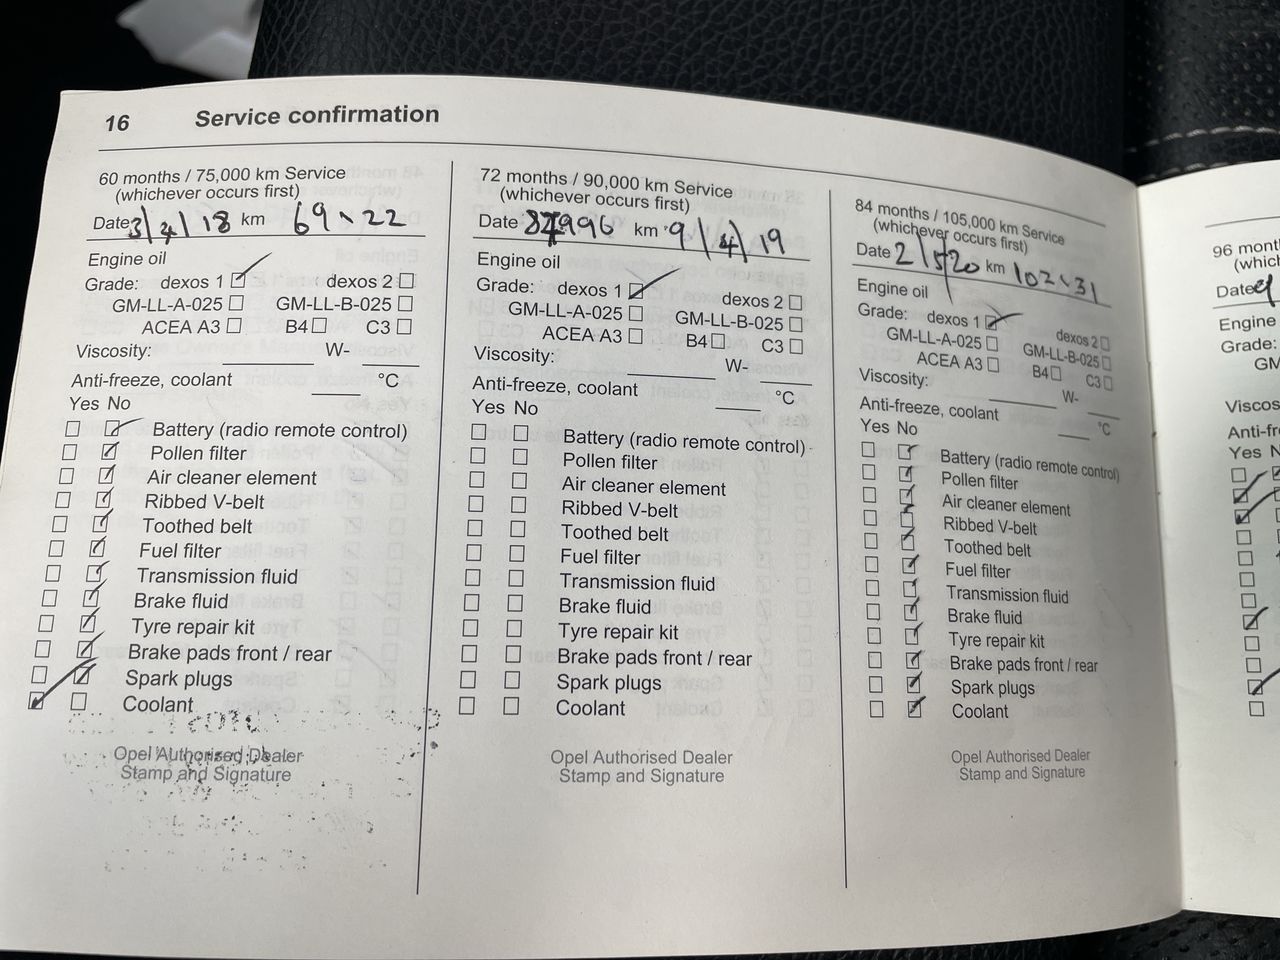 16 Service confirmation
60 months / 75,000 km Service
(whichever occurs first)
Date 3/4/18 km 69122
Engine oil
Grade: dexos 1 dexos 2
GM-LL-A-025 GM-LL-B-025
ACEA A3 B4 C3
Viscosity: W-
Anti-freeze, coolant °C
Yes No
Battery (radio remote control)
Pollen filter
Air cleaner element
Ribbed V-belt
Toothed belt
Fuel filter
Transmission fluid
Brake fluid
Tyre repair kit
Brake pads front / rear
Spark plugs
Coolant
Opel Authorised Dealer
Stamp and Signature
72 months / 90,000 km Service
(whichever occurs first)
Date 87996 km 9/4/19
Engine oil
Grade: dexos 1 dexos 2
GM-LL-A-025 GM-LL-B-025
ACEA A3 B4 C3
Viscosity: W-
Anti-freeze, coolant °C
Yes No
Battery (radio remote control)
Pollen filter
Air cleaner element
Ribbed V-belt
Toothed belt
Fuel filter
Transmission fluid
Brake fluid
Tyre repair kit
Brake pads front / rear
Spark plugs
Coolant
Opel Authorised Dealer
Stamp and Signature
84 months / 105,000 km Service
(whichever occurs first)
Date 2/5/20 km 102131
Engine oil
Grade: dexos 1 dexos 2
GM-LL-A-025 GM-LL-B-025
ACEA A3 B4 C3
Viscosity: W-
Anti-freeze, coolant °C
Yes No
Battery (radio remote control)
Pollen filter
Air cleaner element
Ribbed V-belt
Toothed belt
Fuel filter
Transmission fluid
Brake fluid
Tyre repair kit
Brake pads front / rear
Spark plugs
Coolant
Opel Authorised Dealer
Stamp and Signature
96
Date
Engine
Grade:
GM
Yes